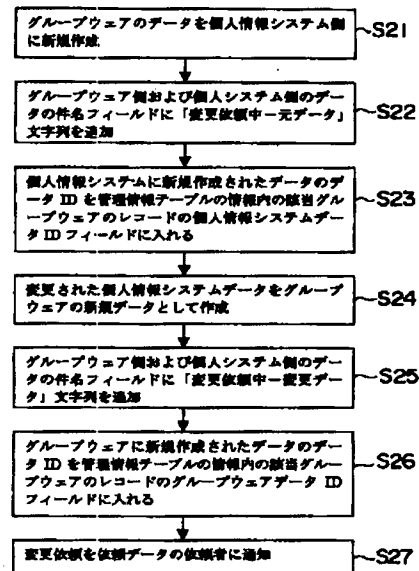 グループウェアのデータを個人情報システム側
に新規作成
S21
グループウェア側および個人システム側のデー
タの件名フィールドに「変更依頼中－元データ」
文字列を追加
S22
個人情報システムに新規作成されたデータのデ
ータ ID を管理情報テーブルの情報内の該当グル
ープウェアのレコードの個人情報システムデー
タ ID フィールドに入れる
S23
変更された個人情報システムデータをグループ
ウェアの新規データとして作成
S24
グループウェア側および個人システム側のデー
タの件名フィールドに「変更依頼中－変更デー
タ」文字列を追加
S25
グループウェアに新規作成されたデータのデー
タ ID を管理情報テーブルの情報内の該当グルー
プウェアのレコードのグループウェアデータ ID
フィールドに入れる
S26
変更依頼を依頼データの依頼者に通知
S27